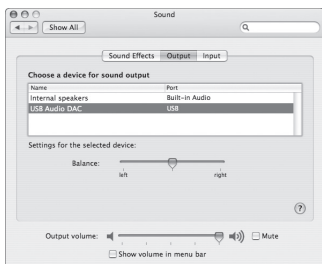 Sound
Show All
Sound Effects Output Input
Choose a device for sound output
Name Port
Internal speakers Built-in Audio
USB Audio DAC USB
Settings for the selected device:
Balance:
left right
?
Output volume: Mute
Show volume in menu bar